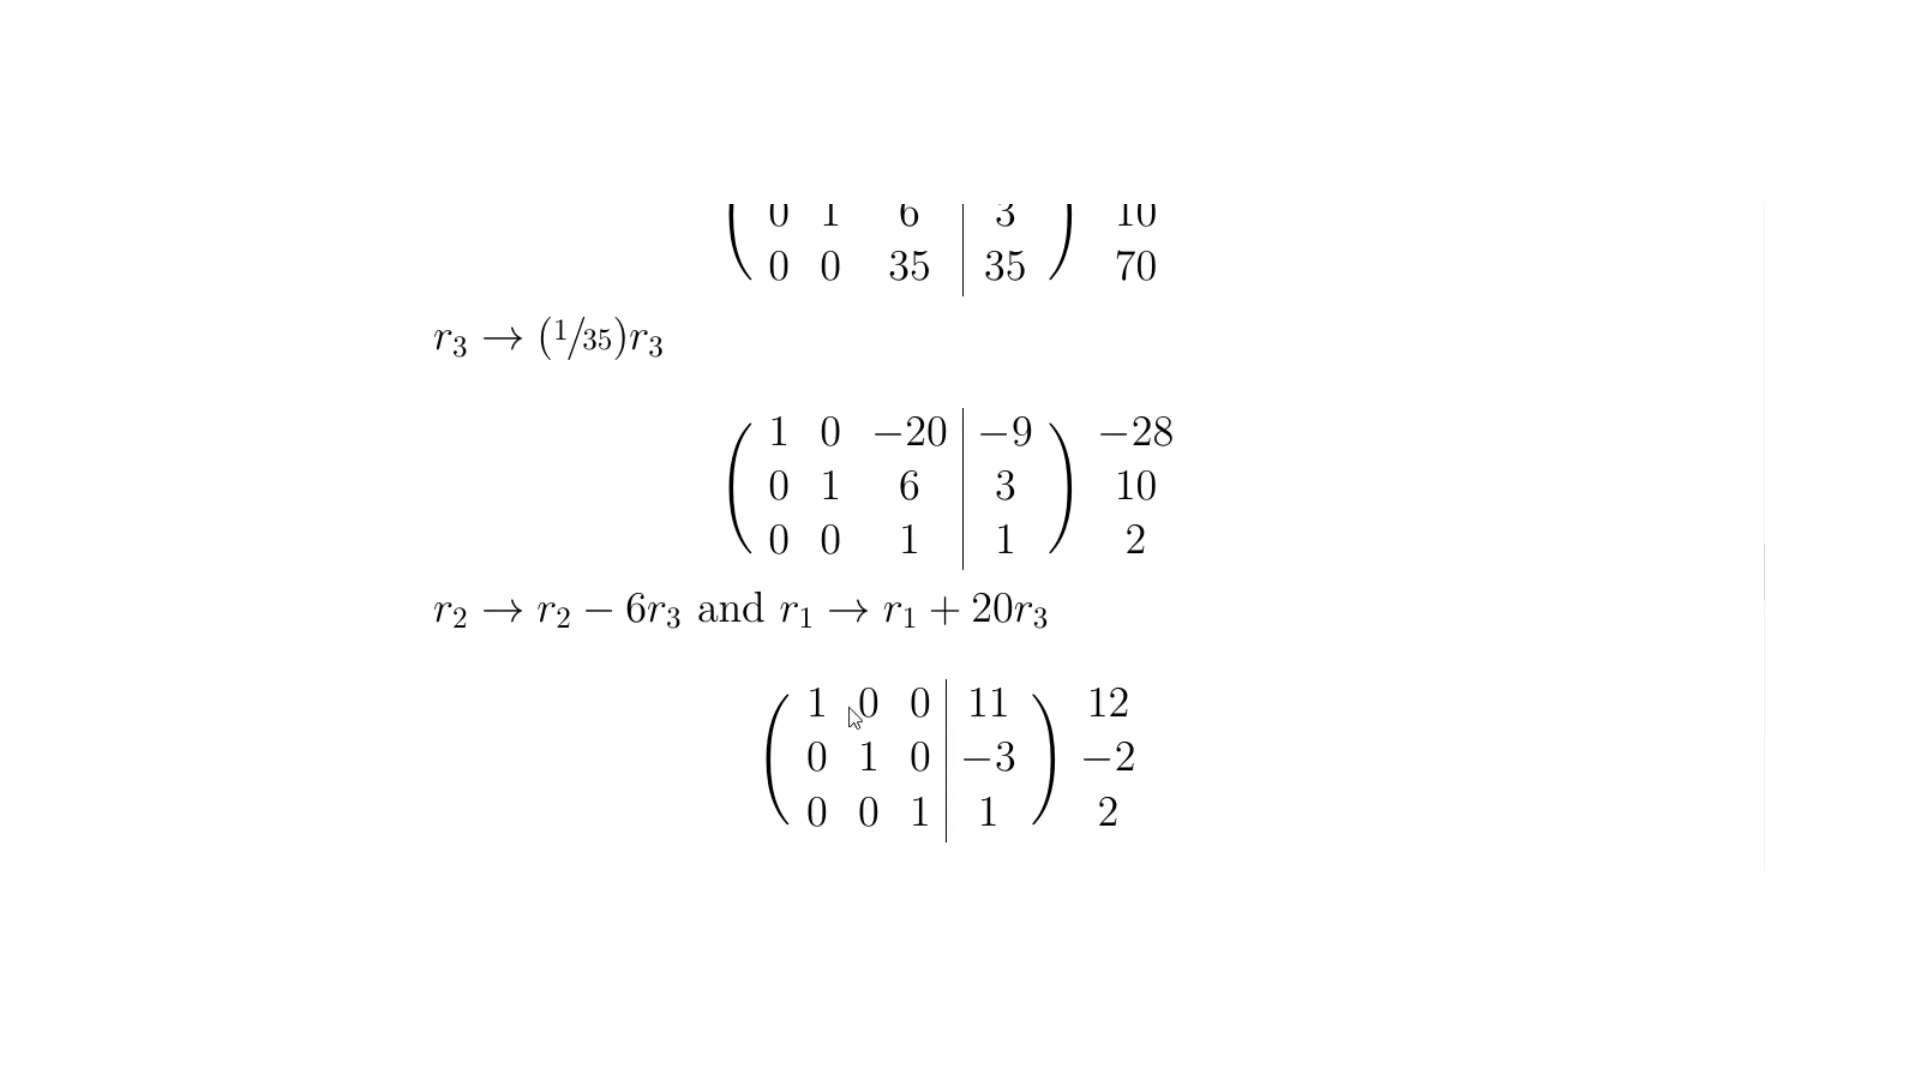 0 1 6 3 10
0 0 35 35 70
r₃ → (1/35)r₃
1 0 −20 −9 −28
0 1 6 3 10
0 0 1 1 2
r₂ → r₂ − 6r₃ and r₁ → r₁ + 20r₃
1 0 0 11 12
0 1 0 −3 −2
0 0 1 1 2